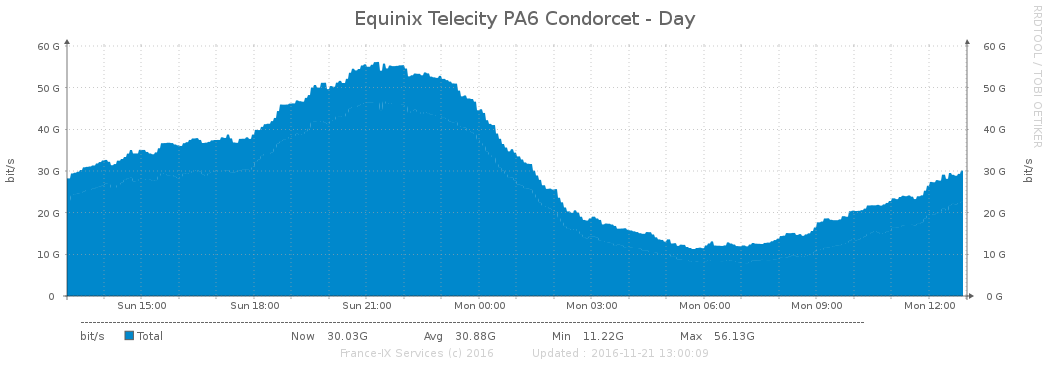 Equinix Telecity PA6 Condorcet - Day
RRDTOOL / TOBI OETIKER
60 G 60 G
50 G 50 G
40 G 40 G
30 G 30 G
20 G 20 G
10 G 10 G
0 0 G
bit/s
bit/s
Sun 15:00 Sun 18:00 Sun 21:00 Mon 00:00 Mon 03:00 Mon 06:00 Mon 09:00 Mon 12:00
bit/s Total Now 30.03G Avg 30.88G Min 11.22G Max 56.13G
France-IX Services (c) 2016 Updated : 2016-11-21 13:00:09